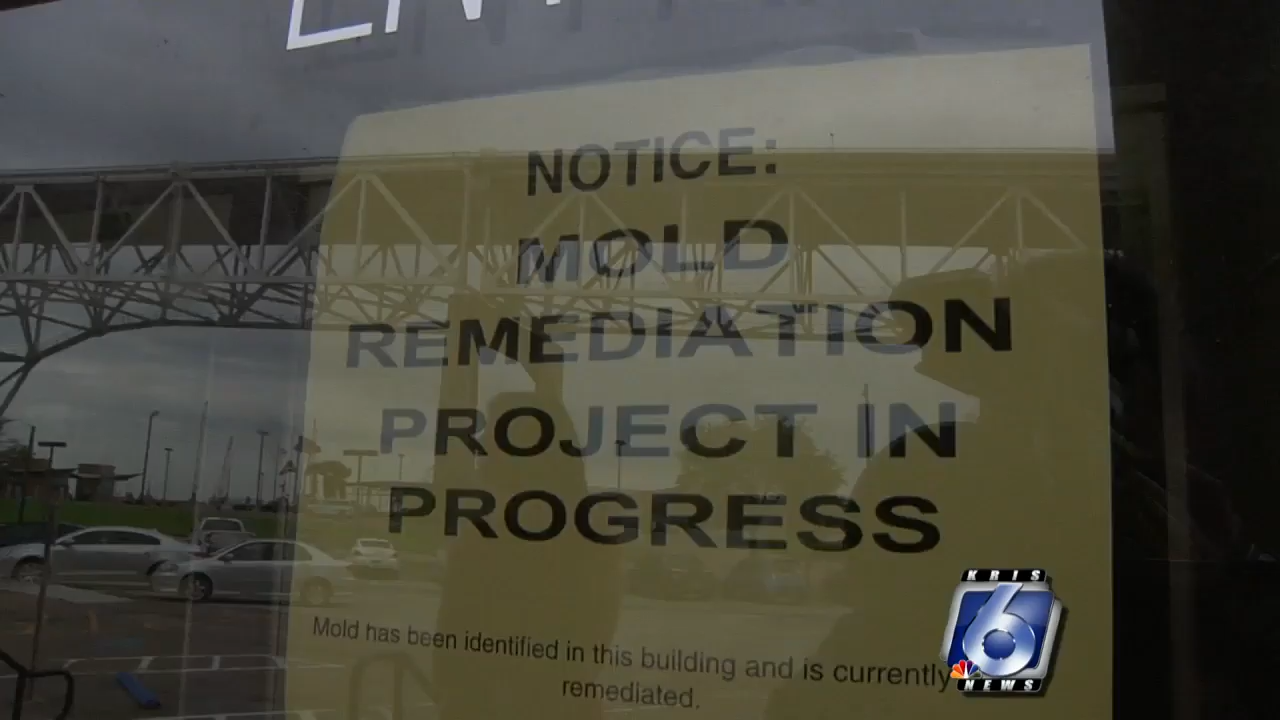 NOTICE:
MOLD
REMEDIATION
PROJECT IN
PROGRESS
Mold has been identified in this building and is currently
remediated.
KRIS
6
NEWS